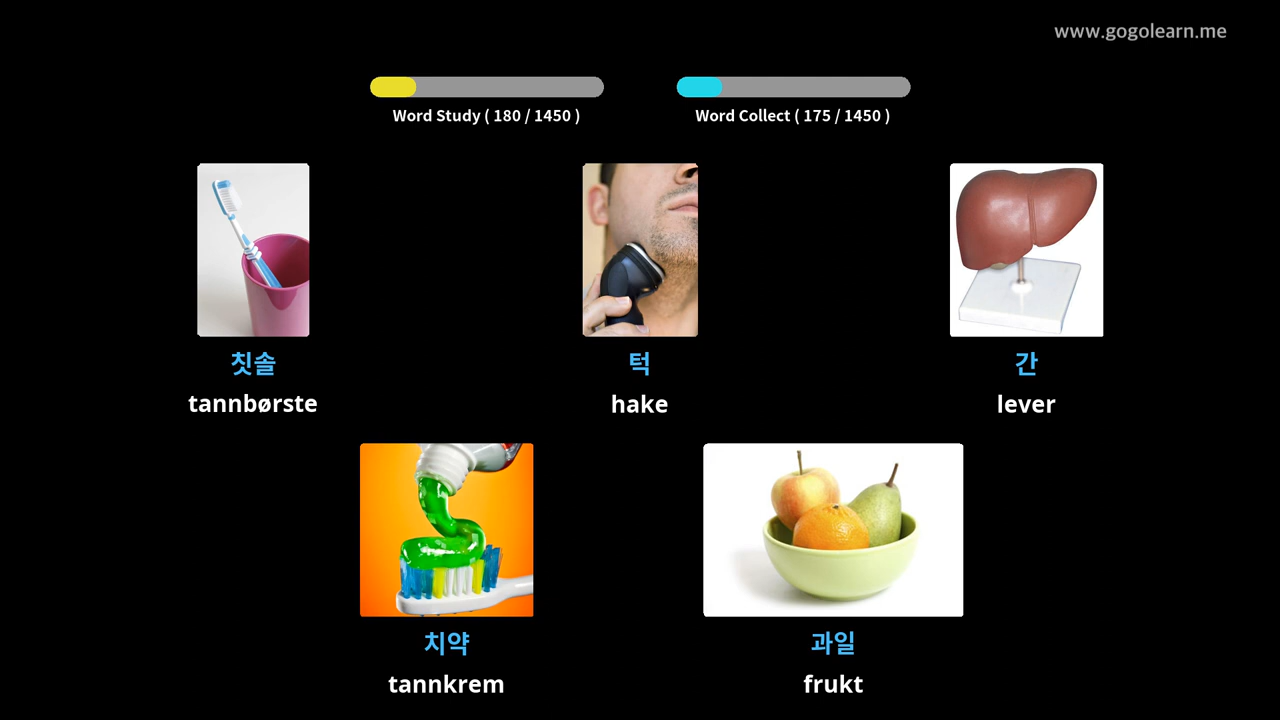 www.gogolearn.me
Word Study ( 180 / 1450 )
Word Collect ( 175 / 1450 )
칫솔
tannbørste
턱
hake
간
lever
치약
tannkrem
과일
frukt